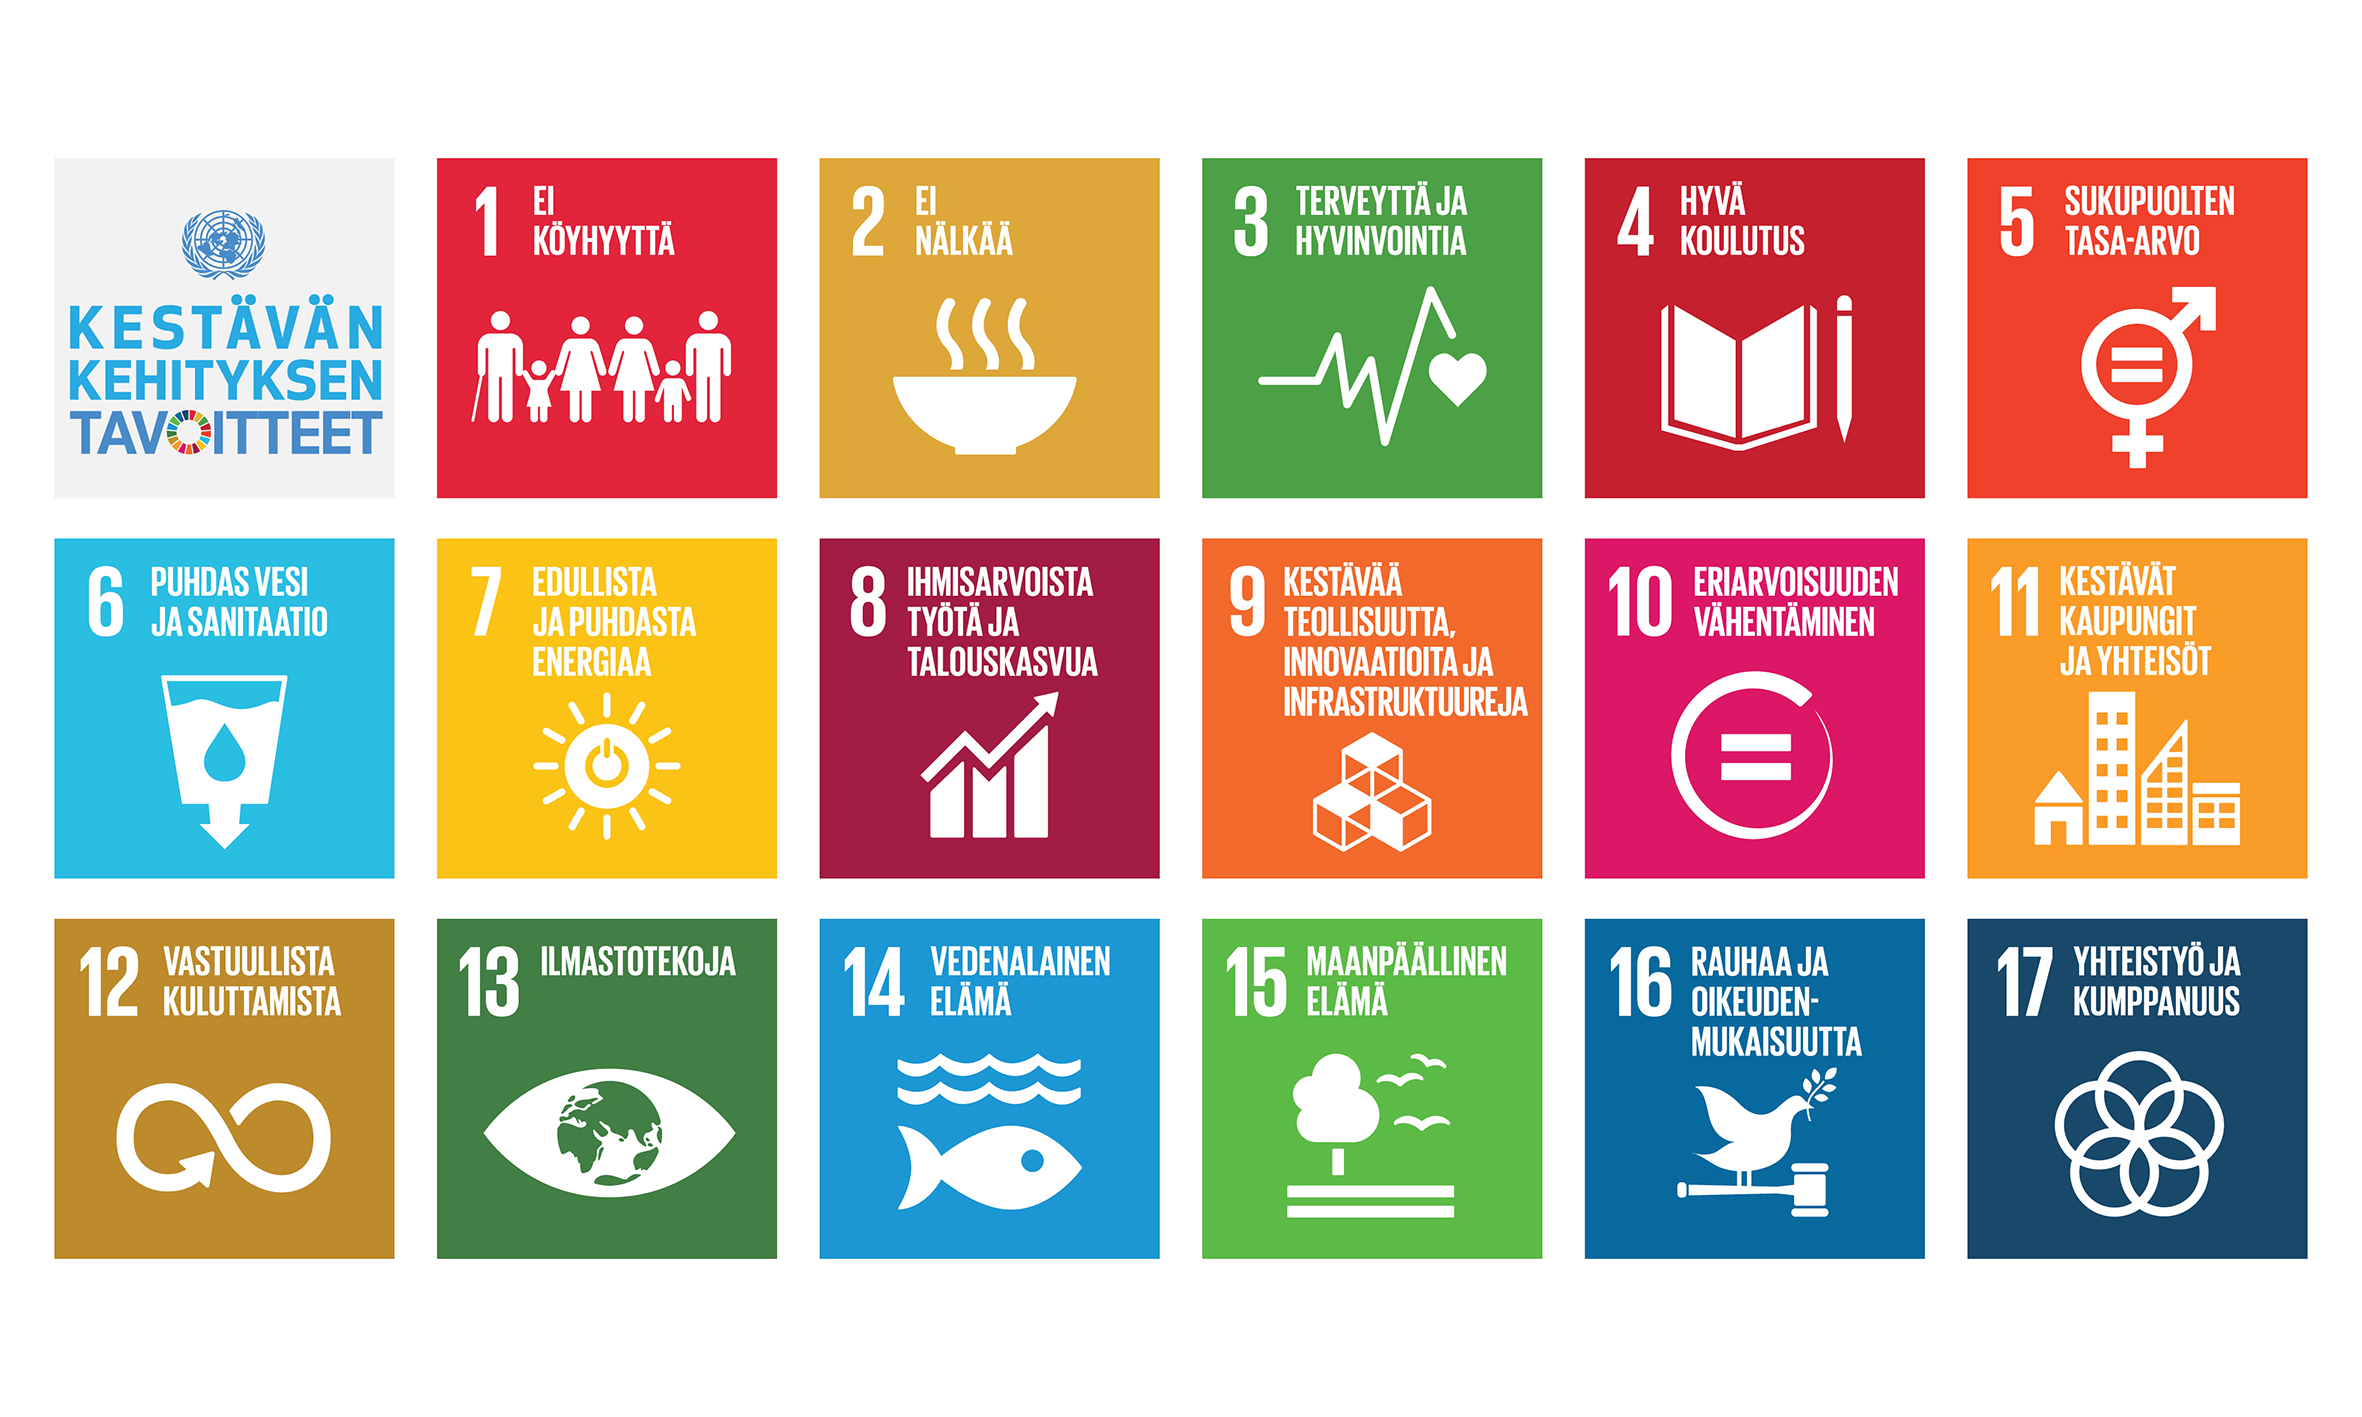 KESTÄVÄN
KEHITYKSEN
TAVOITTEET
1 EI
KÖYHYYTTÄ
2 EI
NÄLKÄÄ
3 TERVEYTTÄ JA
HYVINVOINTIA
4 HYVÄ
KOULUTUS
5 SUKUPUOLTEN
TASA-ARVO
6 PUHDAS VESI
JA SANITAATIO
7 EDULLISTA
JA PUHDASTA
ENERGIAA
8 IHMISARVOISTA
TYÖTÄ JA
TALOUSKASVUA
9 KESTÄVÄÄ
TEOLLISUUTTA,
INNOVAATIOITA JA
INFRASTRUKTUUREJA
10 ERIARVOISUUDEN
VÄHENTÄMINEN
11 KESTÄVÄT
KAUPUNGIT
JA YHTEISÖT
12 VASTUULLISTA
KULUTTAMISTA
13 ILMASTOTEKOJA
14 VEDENALAINEN
ELÄMÄ
15 MAANPÄÄLLINEN
ELÄMÄ
16 RAUHAA JA
OIKEUDEN-
MUKAISUUTTA
17 YHTEISTYÖ JA
KUMPPANUUS